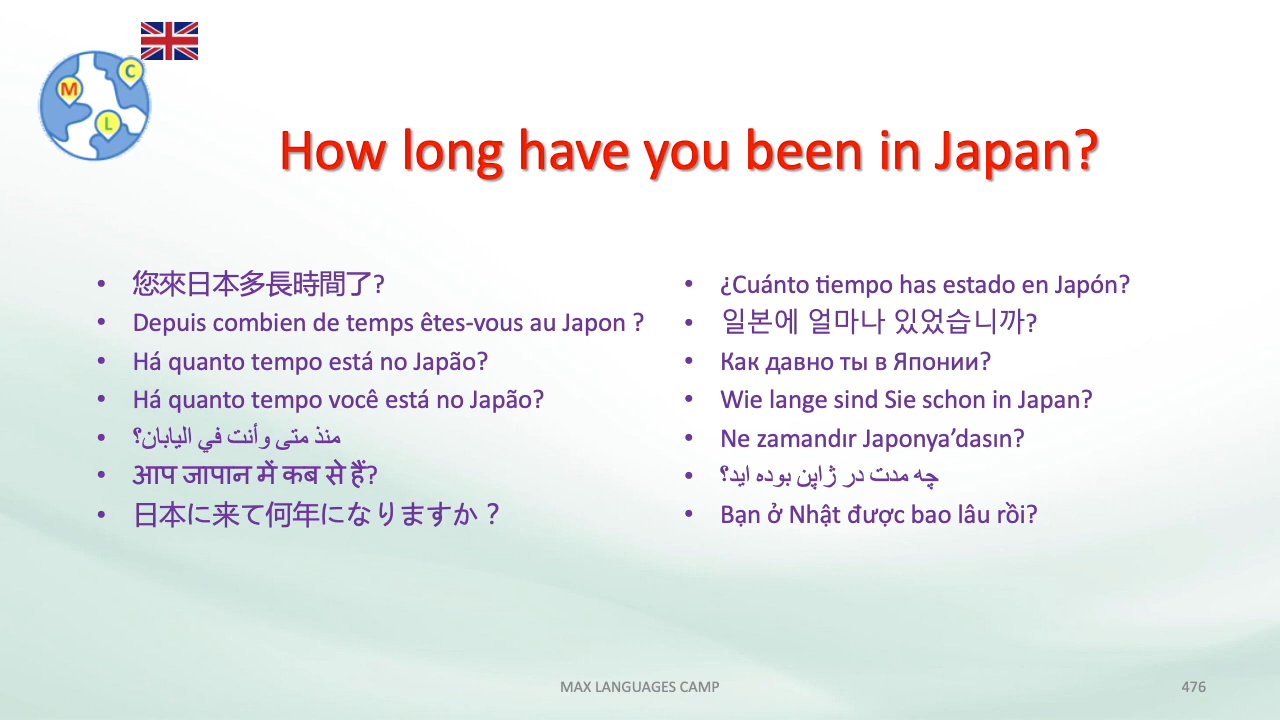 C
M
L
How long have you been in Japan?
您來日本多長時間了?
Depuis combien de temps êtes-vous au Japon ?
Há quanto tempo está no Japão?
Há quanto tempo você está no Japão?
منذ متى وأنت في اليابان؟
आप जापान में कब से हैं?
日本に来て何年になりますか？
¿Cuánto tiempo has estado en Japón?
일본에 얼마나 있었습니까?
Как давно ты в Японии?
Wie lange sind Sie schon in Japan?
Ne zamandır Japonya’dasın?
چه مدت در ژاپن بوده اید؟
Bạn ở Nhật được bao lâu rồi?
MAX LANGUAGES CAMP
476